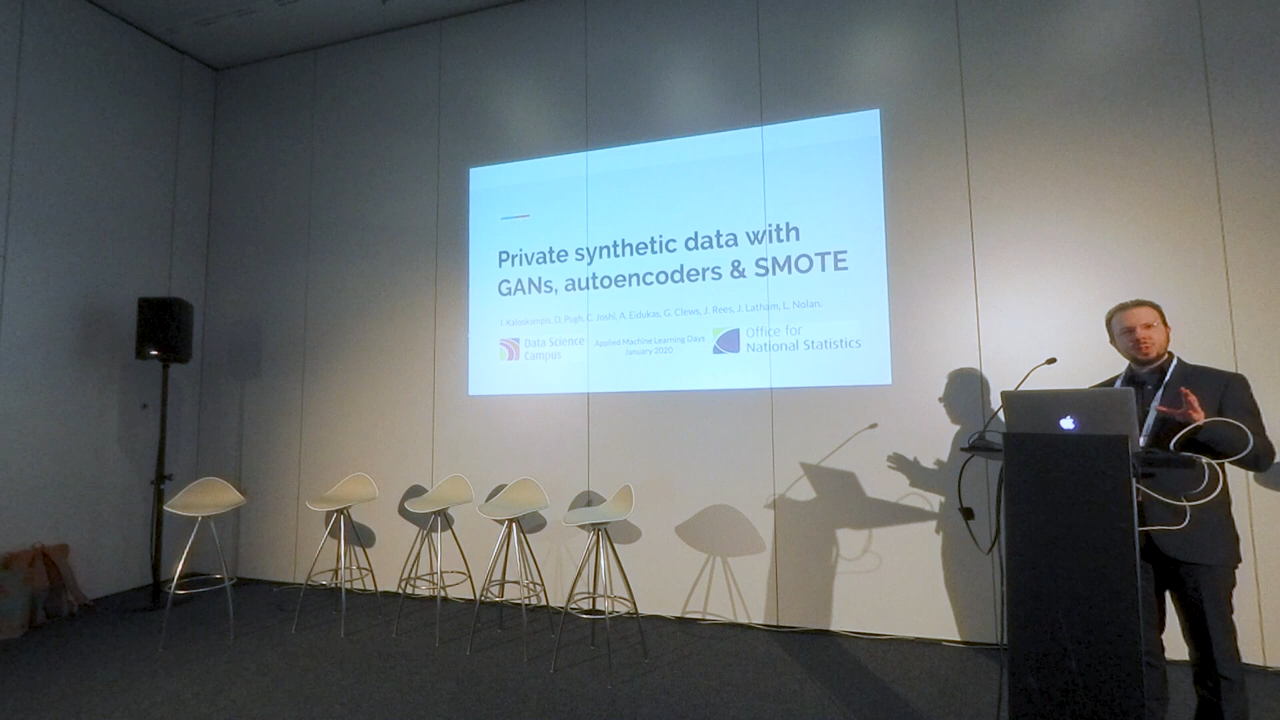 Private synthetic data with
GANs, autoencoders & SMOTE
I. Kaloskampis, D. Pugh, C. Joshi, A. Eidukas, G. Clews, J. Rees, J. Latham, L. Nolan.
Data Science
Campus
Applied Machine Learning Days
January 2020
Office for
National Statistics